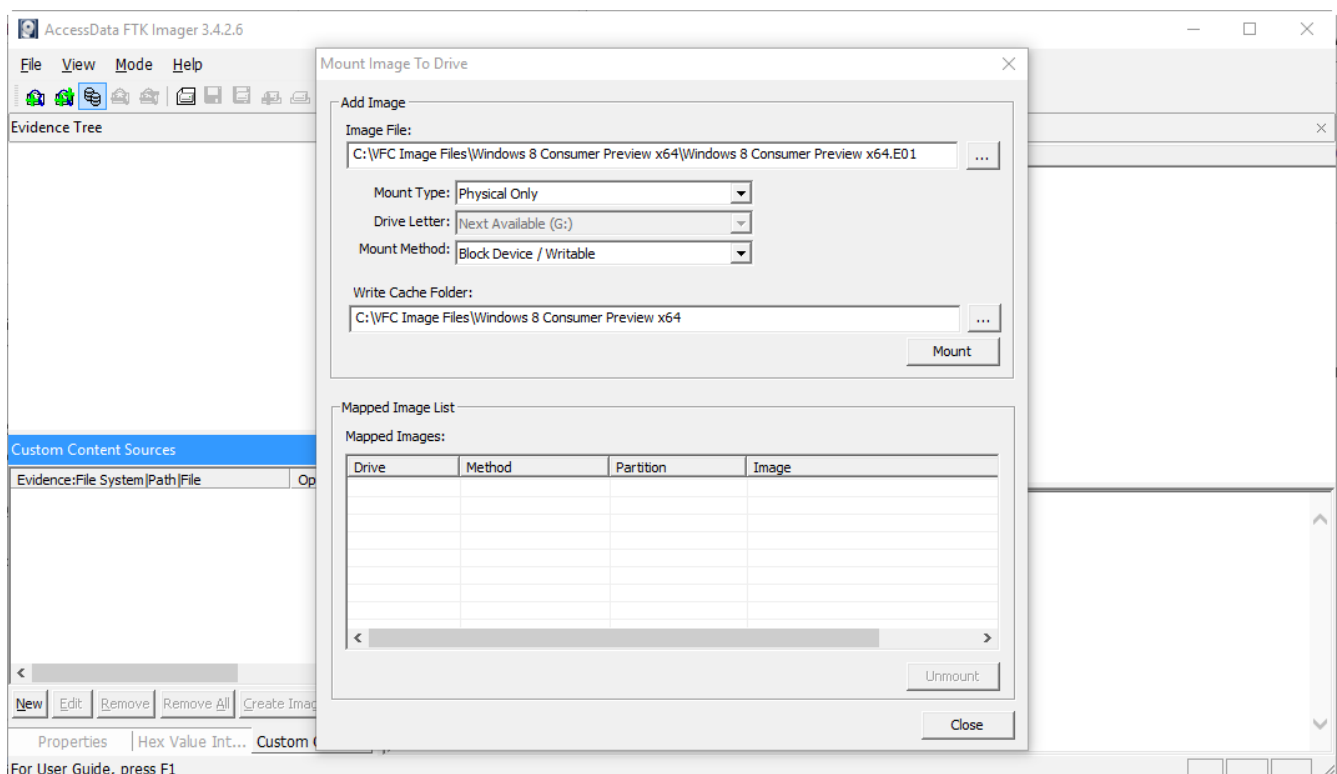 AccessData FTK Imager 3.4.2.6
File View Mode Help
Evidence Tree
Mount Image To Drive
Add Image
Image File:
C:\VFC Image Files\Windows 8 Consumer Preview x64\Windows 8 Consumer Preview x64.E01
...
Mount Type: Physical Only
Drive Letter: Next Available (G:)
Mount Method: Block Device / Writable
Write Cache Folder:
C:\VFC Image Files\Windows 8 Consumer Preview x64
...
Mount
Mapped Image List
Mapped Images:
Drive Method Partition Image
Unmount
Close
Custom Content Sources
Evidence:File System|Path|File Op
New Edit Remove Remove All Create Imag
Properties Hex Value Int... Custom
For User Guide, press F1